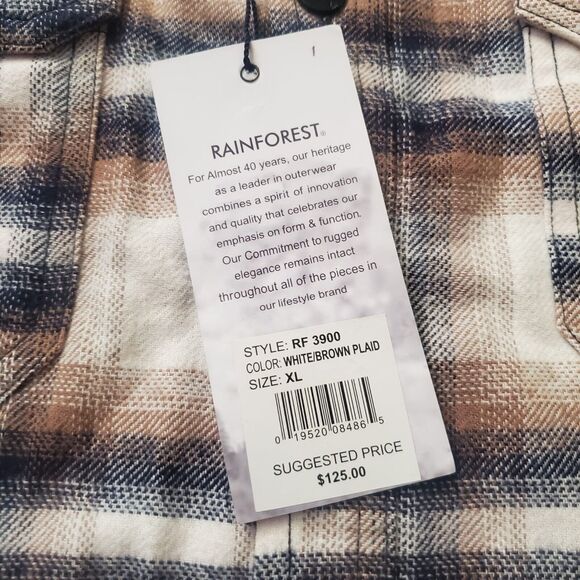 RAINFOREST®
For Almost 40 years, our heritage
as a leader in outerwear
combines a spirit of innovation
and quality that celebrates our
emphasis on form & function.
Our Commitment to rugged
elegance remains intact
throughout all of the pieces in
our lifestyle brand
STYLE: RF 3900
COLOR: WHITE/BROWN PLAID
SIZE: XL
0 19520 08486 5
SUGGESTED PRICE
$125.00